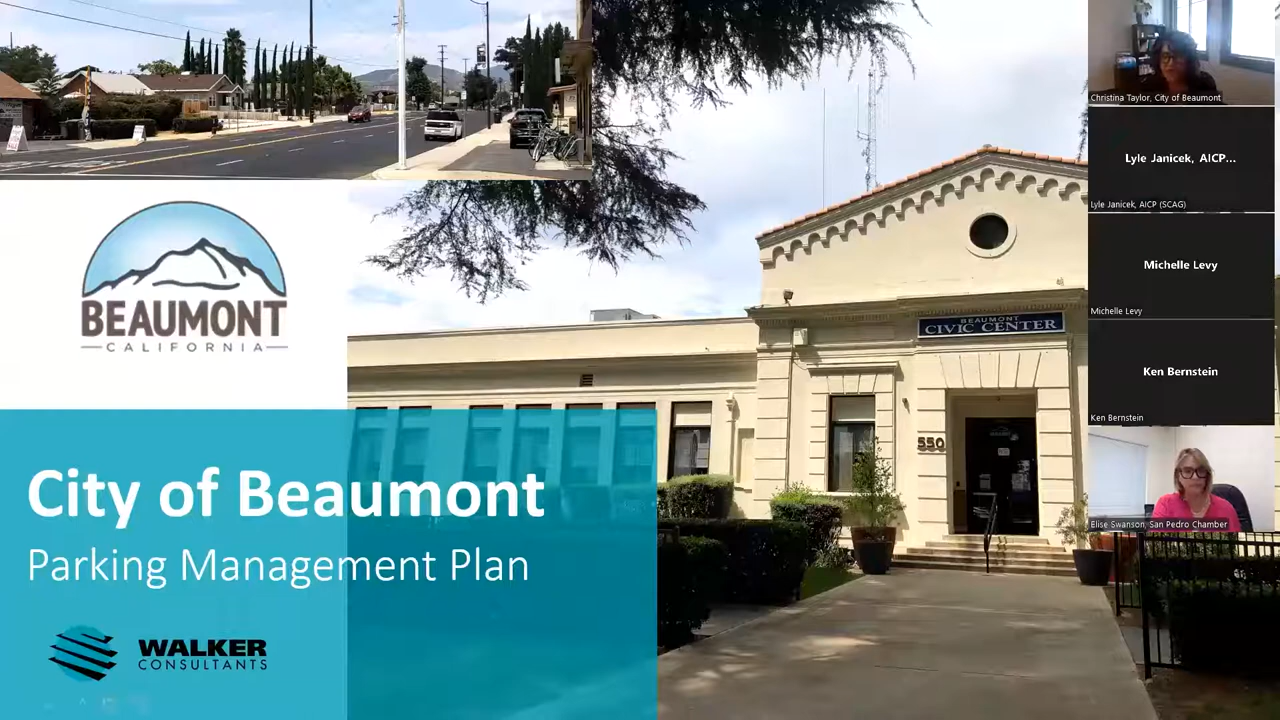 BEAUMONT
CALIFORNIA
City of Beaumont
Parking Management Plan
WALKER
CONSULTANTS
BEAUMONT
CIVIC CENTER
550
Christina Taylor, City of Beaumont
Lyle Janicek, AICP...
Lyle Janicek, AICP (SCAG)
Michelle Levy
Michelle Levy
Ken Bernstein
Ken Bernstein
Elise Swanson, San Pedro Chamber